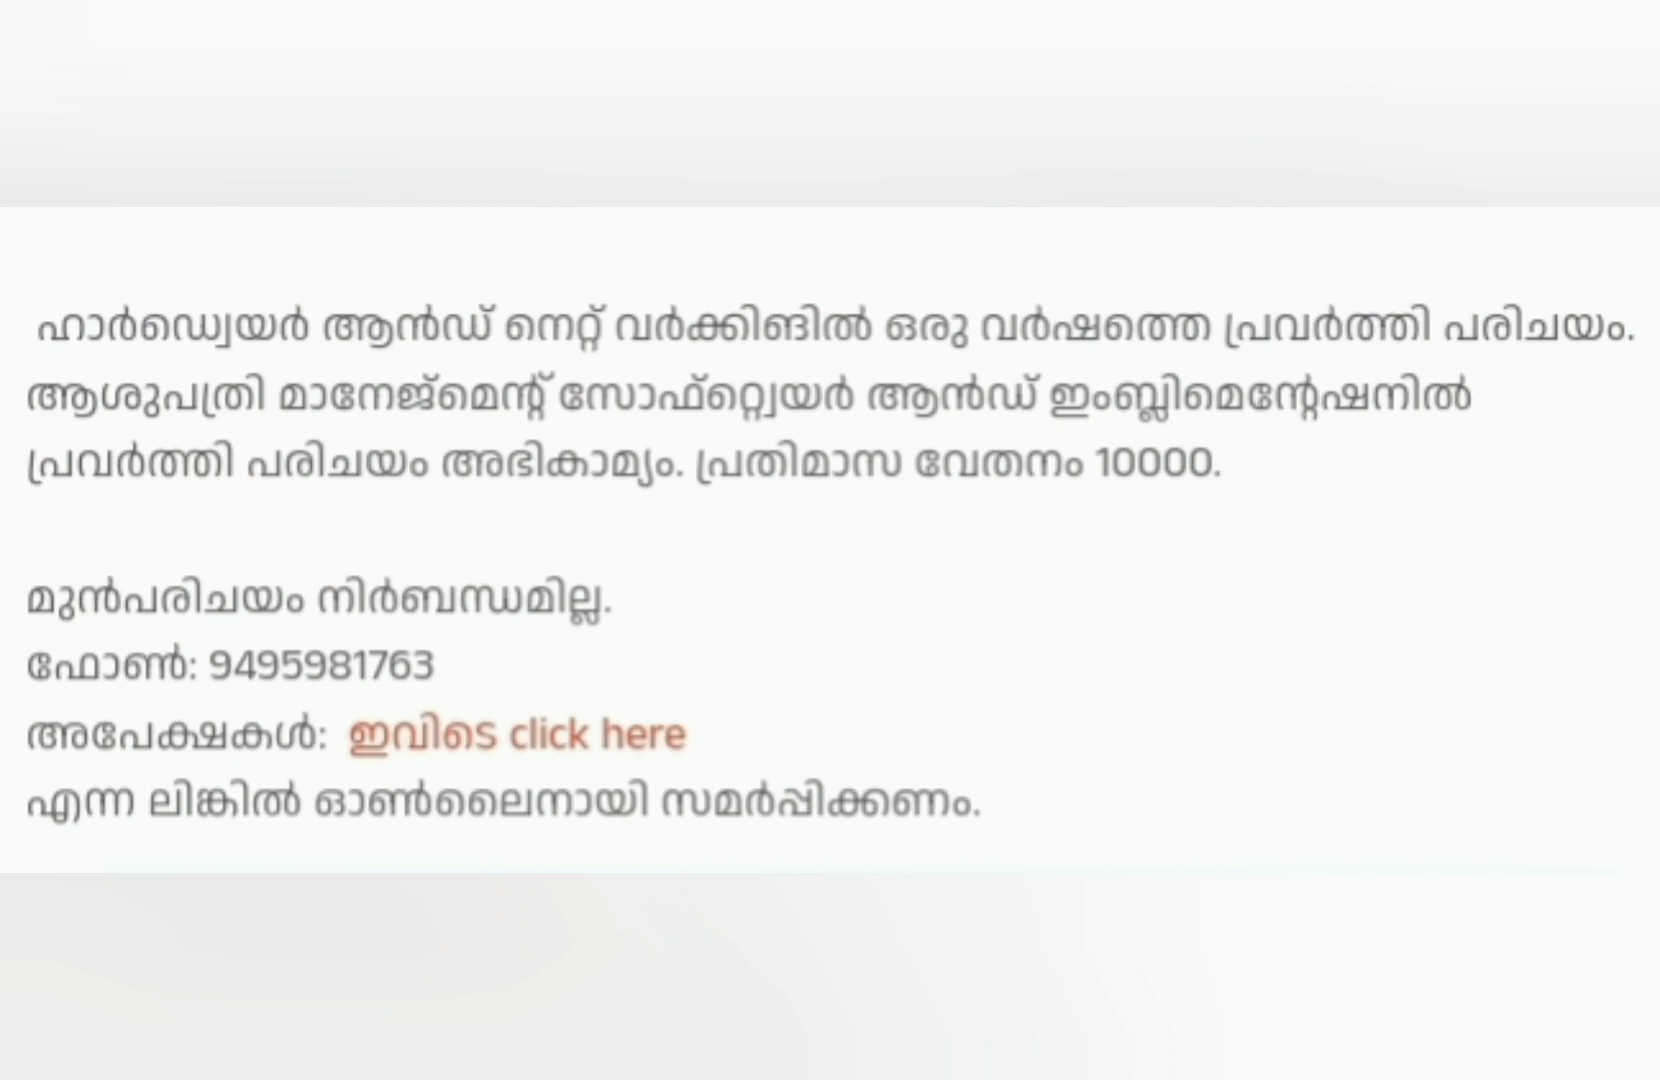 ഹാർഡ്വെയർ ആൻഡ് നെറ്റ് വർക്കിങിൽ ഒരു വർഷത്തെ പ്രവർത്തി പരിചയം.
ആശുപത്രി മാനേജ്മെന്റ് സോഫ്റ്റ്വെയർ ആൻഡ് ഇംബ്ലിമെന്റേഷനിൽ
പ്രവർത്തി പരിചയം അഭികാമ്യം. പ്രതിമാസ വേതനം 10000.
മുൻപരിചയം നിർബന്ധമില്ല.
ഫോൺ: 9495981763
അപേക്ഷകൾ: ഇവിടെ click here
എന്ന ലിങ്കിൽ ഓൺലൈനായി സമർപ്പിക്കണം.